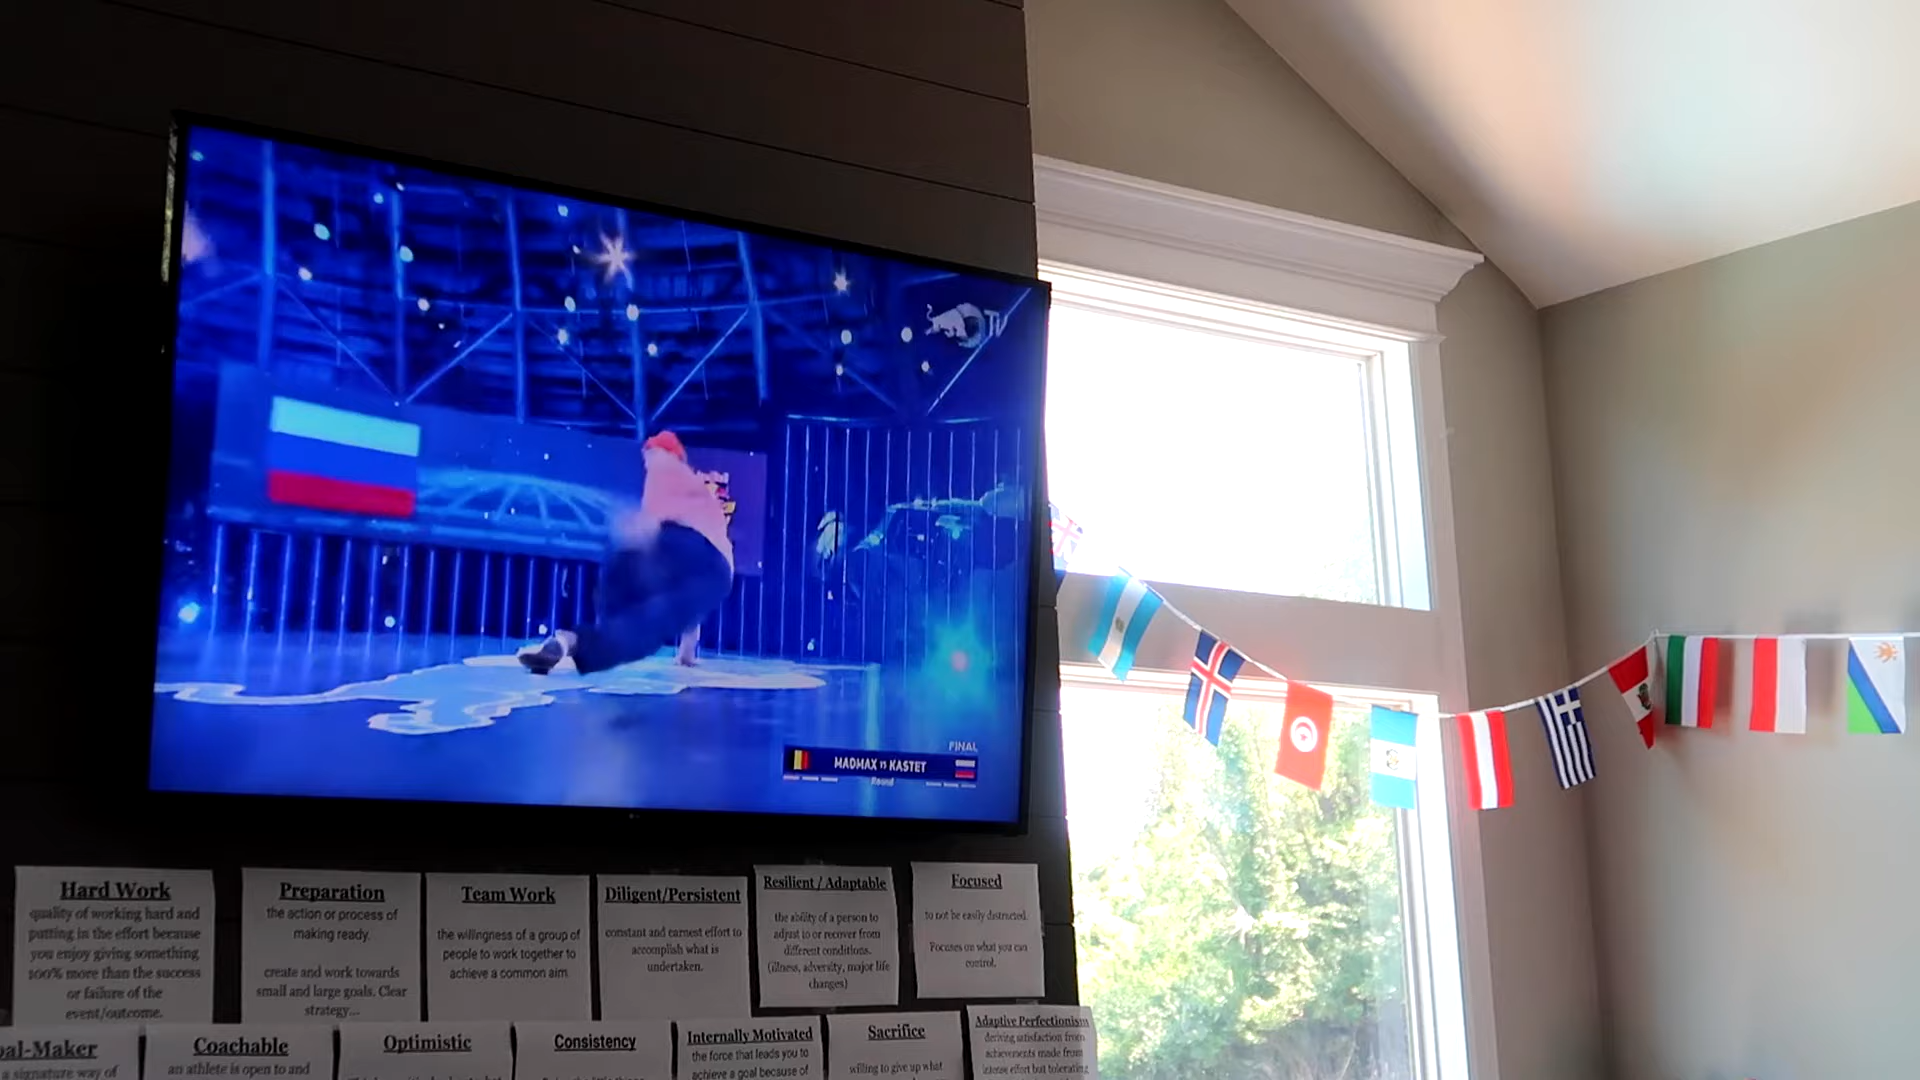 TV
FINAL
MADMAX vs KASTET
Round
Hard Work
quality of working hard and
putting in the effort because
you enjoy giving something
100% more than the success
or failure of the
event/outcome.
Preparation
the action or process of
making ready.
create and work towards
small and large goals. Clear
strategy...
Team Work
the willingness of a group of
people to work together to
achieve a common aim
Diligent/Persistent
constant and earnest effort to
accomplish what is
undertaken.
Resilient / Adaptable
the ability of a person to
adjust to or recover from
different conditions.
(illness, adversity, major life
changes)
Focused
to not be easily distracted.
Focuses on what you can
control.
al-Maker
a signature way of
Coachable
an athlete is open to and
Optimistic
Consistency
Internally Motivated
the force that leads you to
achieve a goal because of
Sacrifice
willing to give up what
Adaptive Perfectionism
deriving satisfaction from
achievements made from
intense effort but tolerating